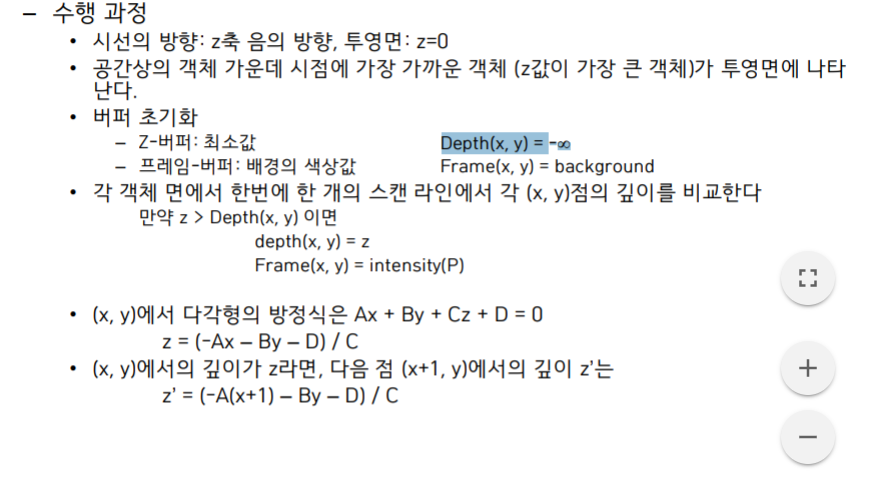 – 수행 과정
• 시선의 방향: z축 음의 방향, 투영면: z=0
• 공간상의 객체 가운데 시점에 가장 가까운 객체 (z값이 가장 큰 객체)가 투영면에 나타
난다.
• 버퍼 초기화
– Z-버퍼: 최소값 Depth(x, y) = -∞
– 프레임-버퍼: 배경의 색상값 Frame(x, y) = background
• 각 객체 면에서 한번에 한 개의 스캔 라인에서 각 (x, y)점의 깊이를 비교한다
만약 z > Depth(x, y) 이면
depth(x, y) = z
Frame(x, y) = intensity(P)
• (x, y)에서 다각형의 방정식은 Ax + By + Cz + D = 0
z = (-Ax – By – D) / C
• (x, y)에서의 깊이가 z라면, 다음 점 (x+1, y)에서의 깊이 z’는
z’ = (-A(x+1) – By – D) / C